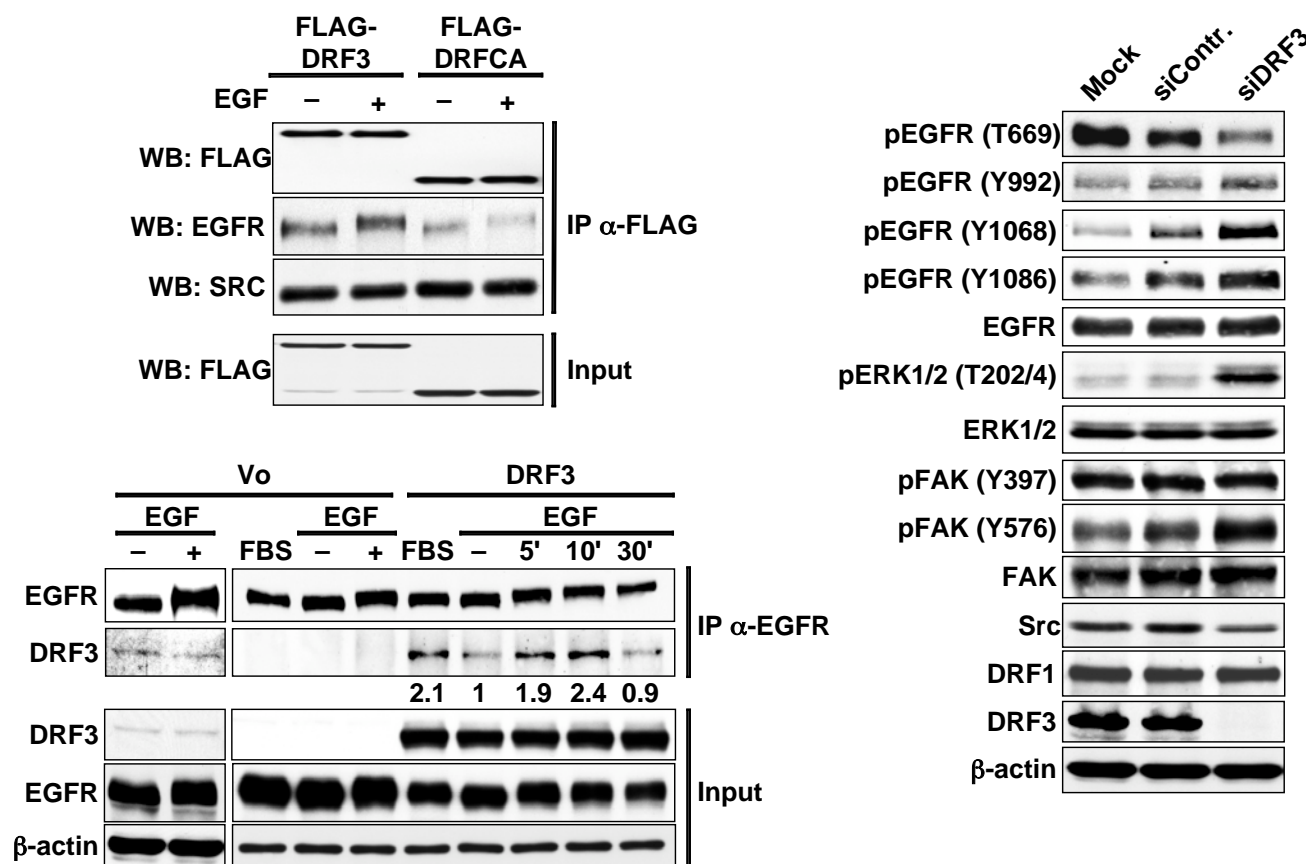 FLAG-
DRF3
FLAG-
DRFCA
EGF – + – +
WB: FLAG
WB: EGFR
WB: SRC
IP α-FLAG
WB: FLAG
Input
Vo DRF3
EGF EGF EGF
– + FBS – + FBS – 5' 10' 30'
EGFR
DRF3
IP α-EGFR
2.1 1 1.9 2.4 0.9
DRF3
EGFR
β-actin
Input
Mock siContr. siDRF3
pEGFR (T669)
pEGFR (Y992)
pEGFR (Y1068)
pEGFR (Y1086)
EGFR
pERK1/2 (T202/4)
ERK1/2
pFAK (Y397)
pFAK (Y576)
FAK
Src
DRF1
DRF3
β-actin